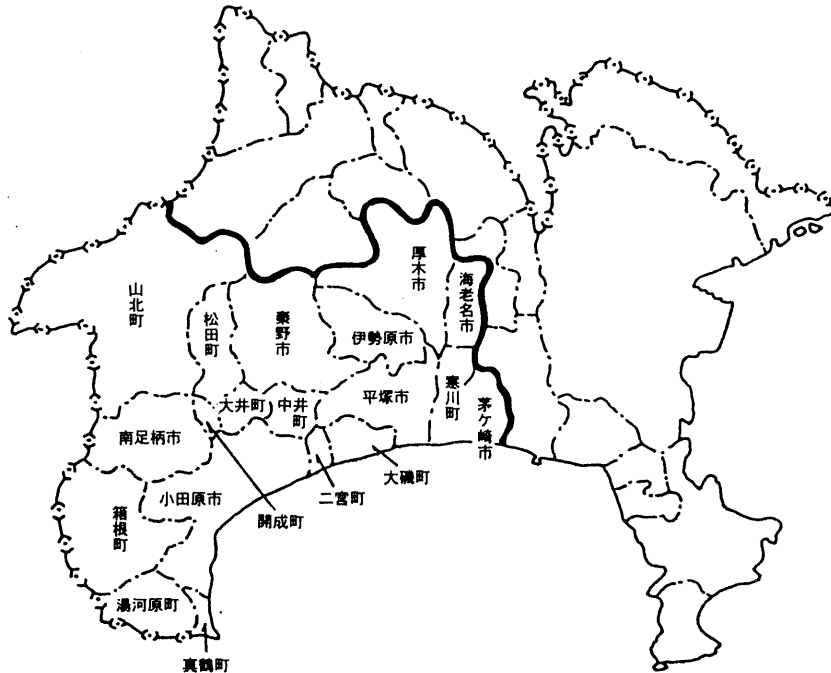 厚木市
海老名市
山北町
松田町
秦野市
伊勢原市
寒川町
平塚市
茅ケ崎市
大井町
中井町
南足柄市
大磯町
二宮町
小田原市
開成町
箱根町
湯河原町
真鶴町